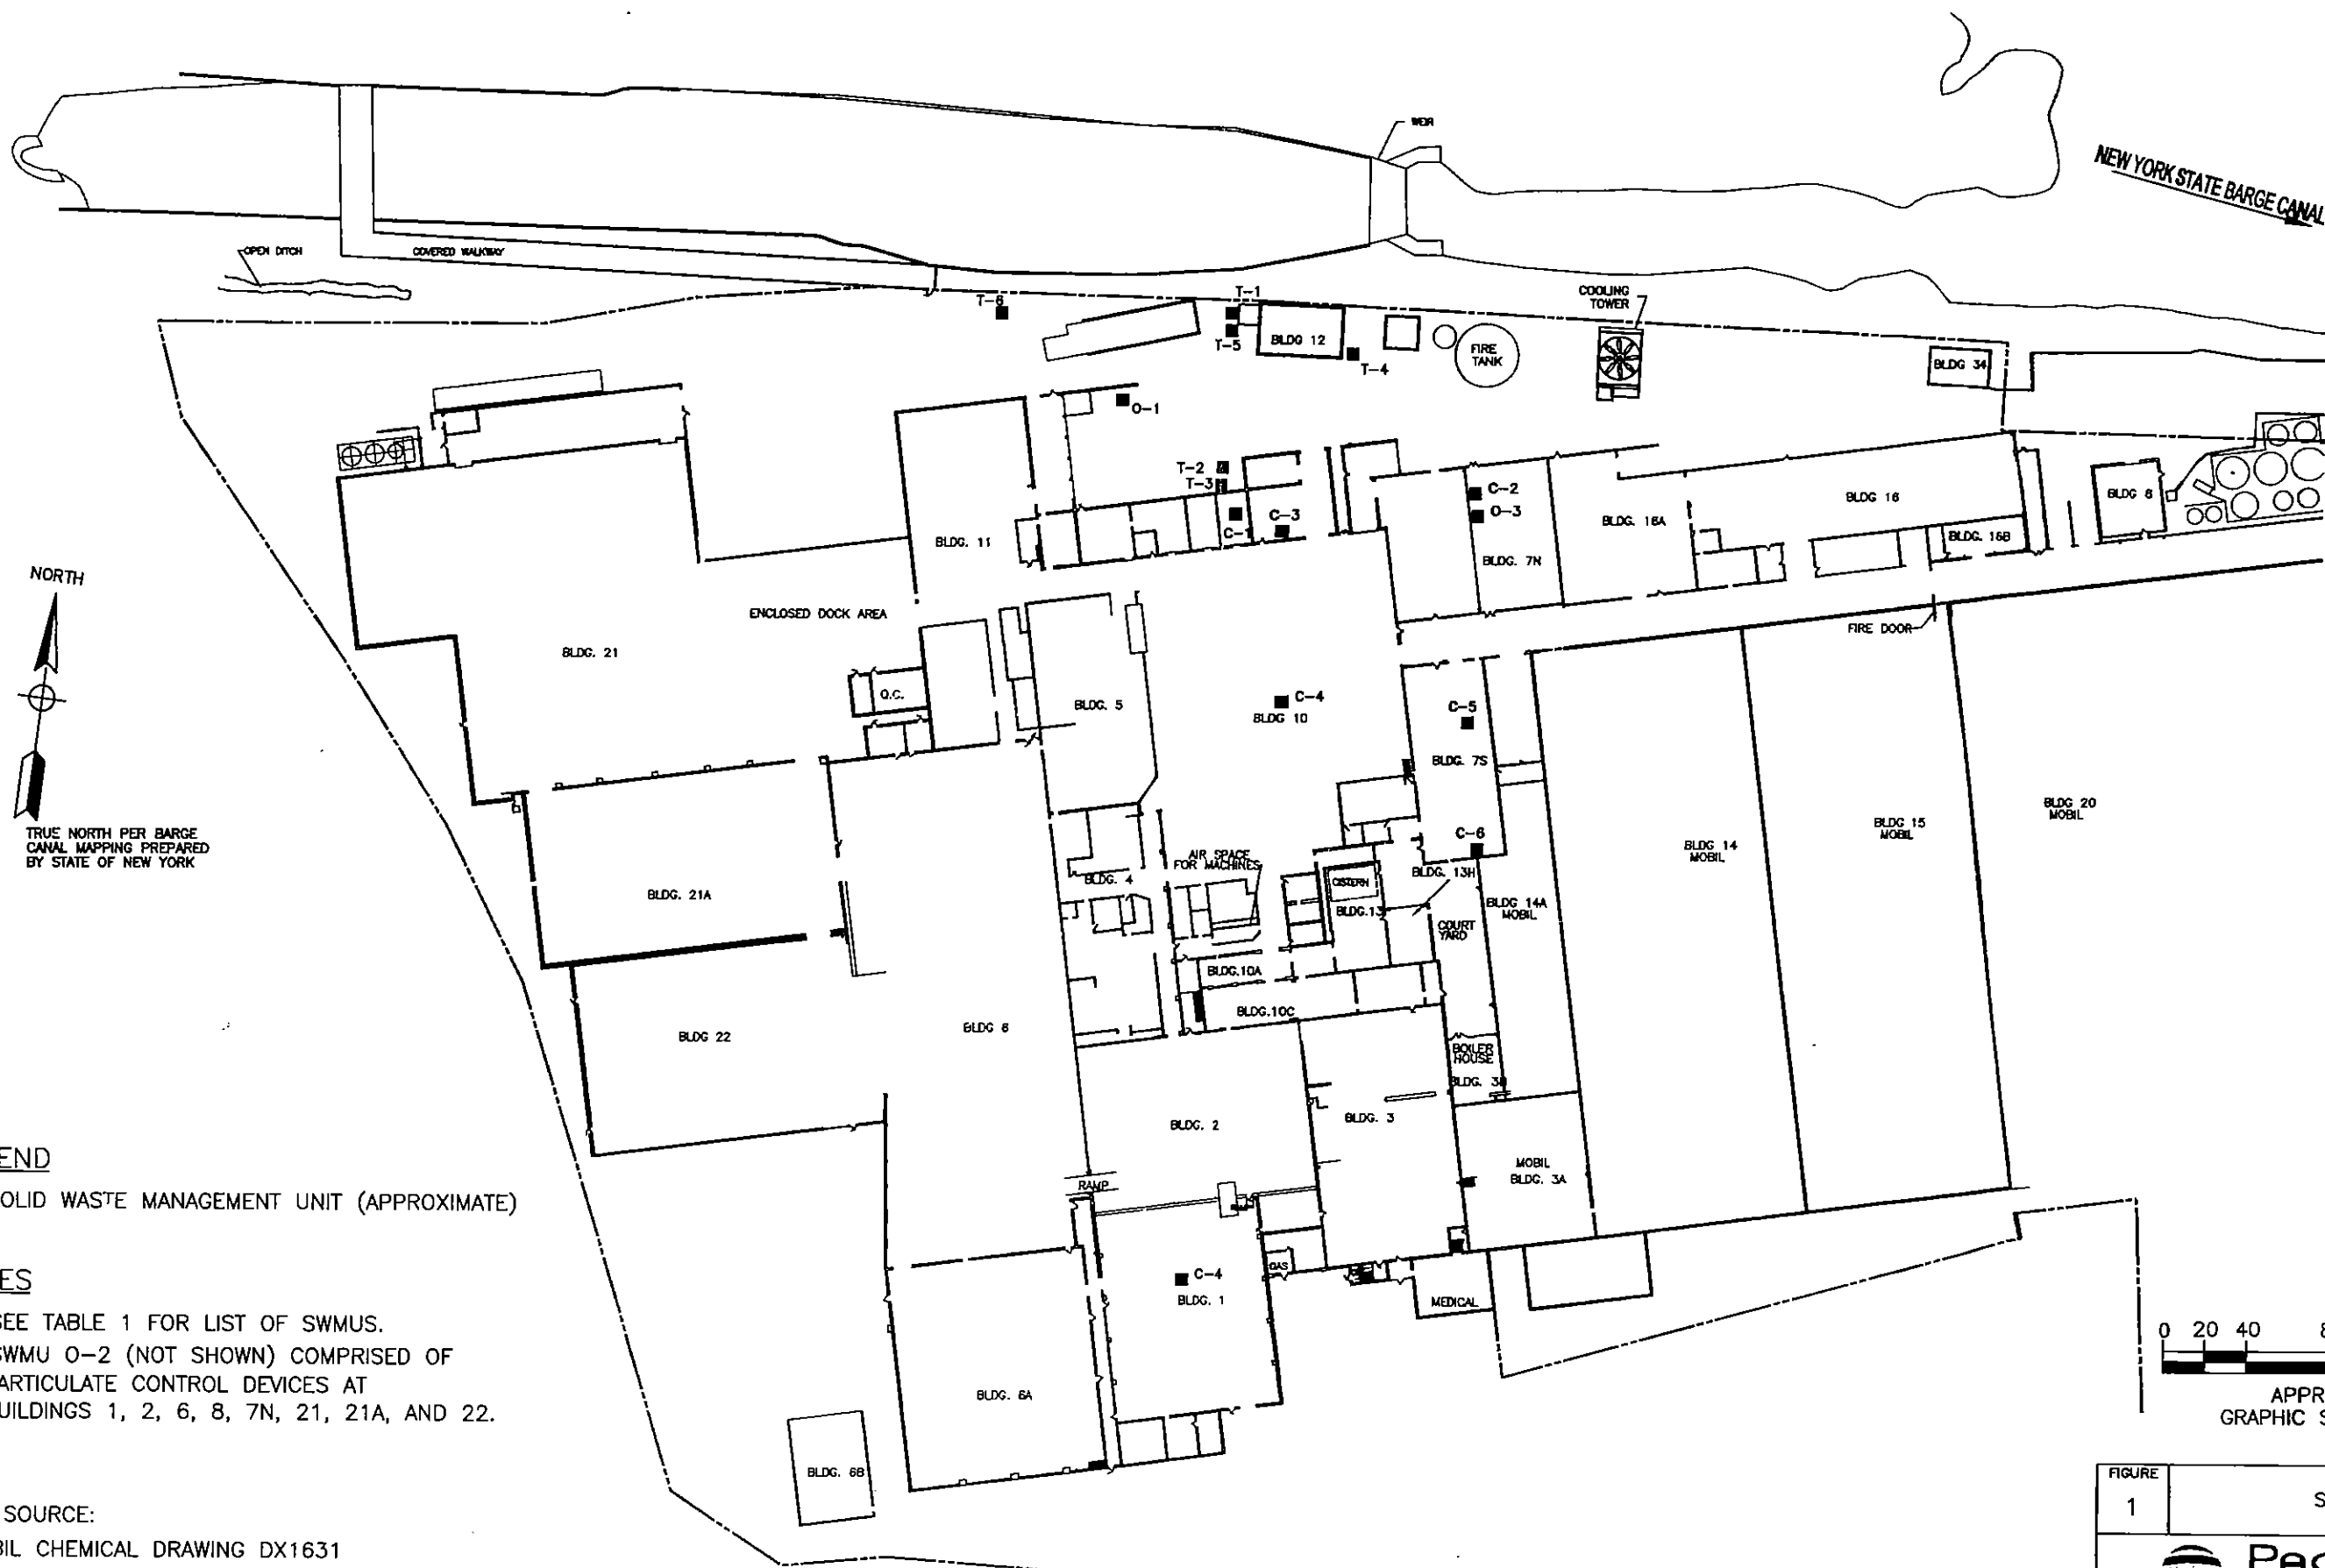 WEIR
NEW YORK STATE BARGE CANAL
OPEN DITCH
COVERED WALKWAY
T-6
T-1
T-5
BLDG 12
T-4
FIRE
TANK
COOLING
TOWER
BLDG 34
O-1
T-2
T-3
C-1
C-3
C-2
O-3
BLDG. 7N
BLDG. 16A
BLDG 16
BLDG. 16B
BLDG 8
BLDG. 11
NORTH
ENCLOSED DOCK AREA
BLDG. 21
Q.C.
BLDG. 5
C-4
BLDG 10
C-5
BLDG. 7S
FIRE DOOR
TRUE NORTH PER BARGE
CANAL MAPPING PREPARED
BY STATE OF NEW YORK
BLDG 20
MOBIL
BLDG 15
MOBIL
BLDG 14
MOBIL
C-6
AIR SPACE
FOR MACHINES
BLDG. 4
CISTERN
BLDG. 13H
BLDG.13
BLDG 14A
MOBIL
COURT
YARD
BLDG. 21A
BLDG.10A
BLDG.10C
BLDG 22
BLDG 6
BOILER
HOUSE
BLDG. 3B
BLDG. 2
BLDG. 3
MOBIL
BLDG. 3A
RAMP
END
OLID WASTE MANAGEMENT UNIT (APPROXIMATE)
GAS
C-4
BLDG. 1
MEDICAL
ES
SEE TABLE 1 FOR LIST OF SWMUS.
SWMU O-2 (NOT SHOWN) COMPRISED OF
ARTICULATE CONTROL DEVICES AT
UILDINGS 1, 2, 6, 8, 7N, 21, 21A, AND 22.
BLDG. 6A
BLDG. 6B
0 20 40 8
APPR
GRAPHIC S
SOURCE:
BIL CHEMICAL DRAWING DX1631
FIGURE
1
S
Pec